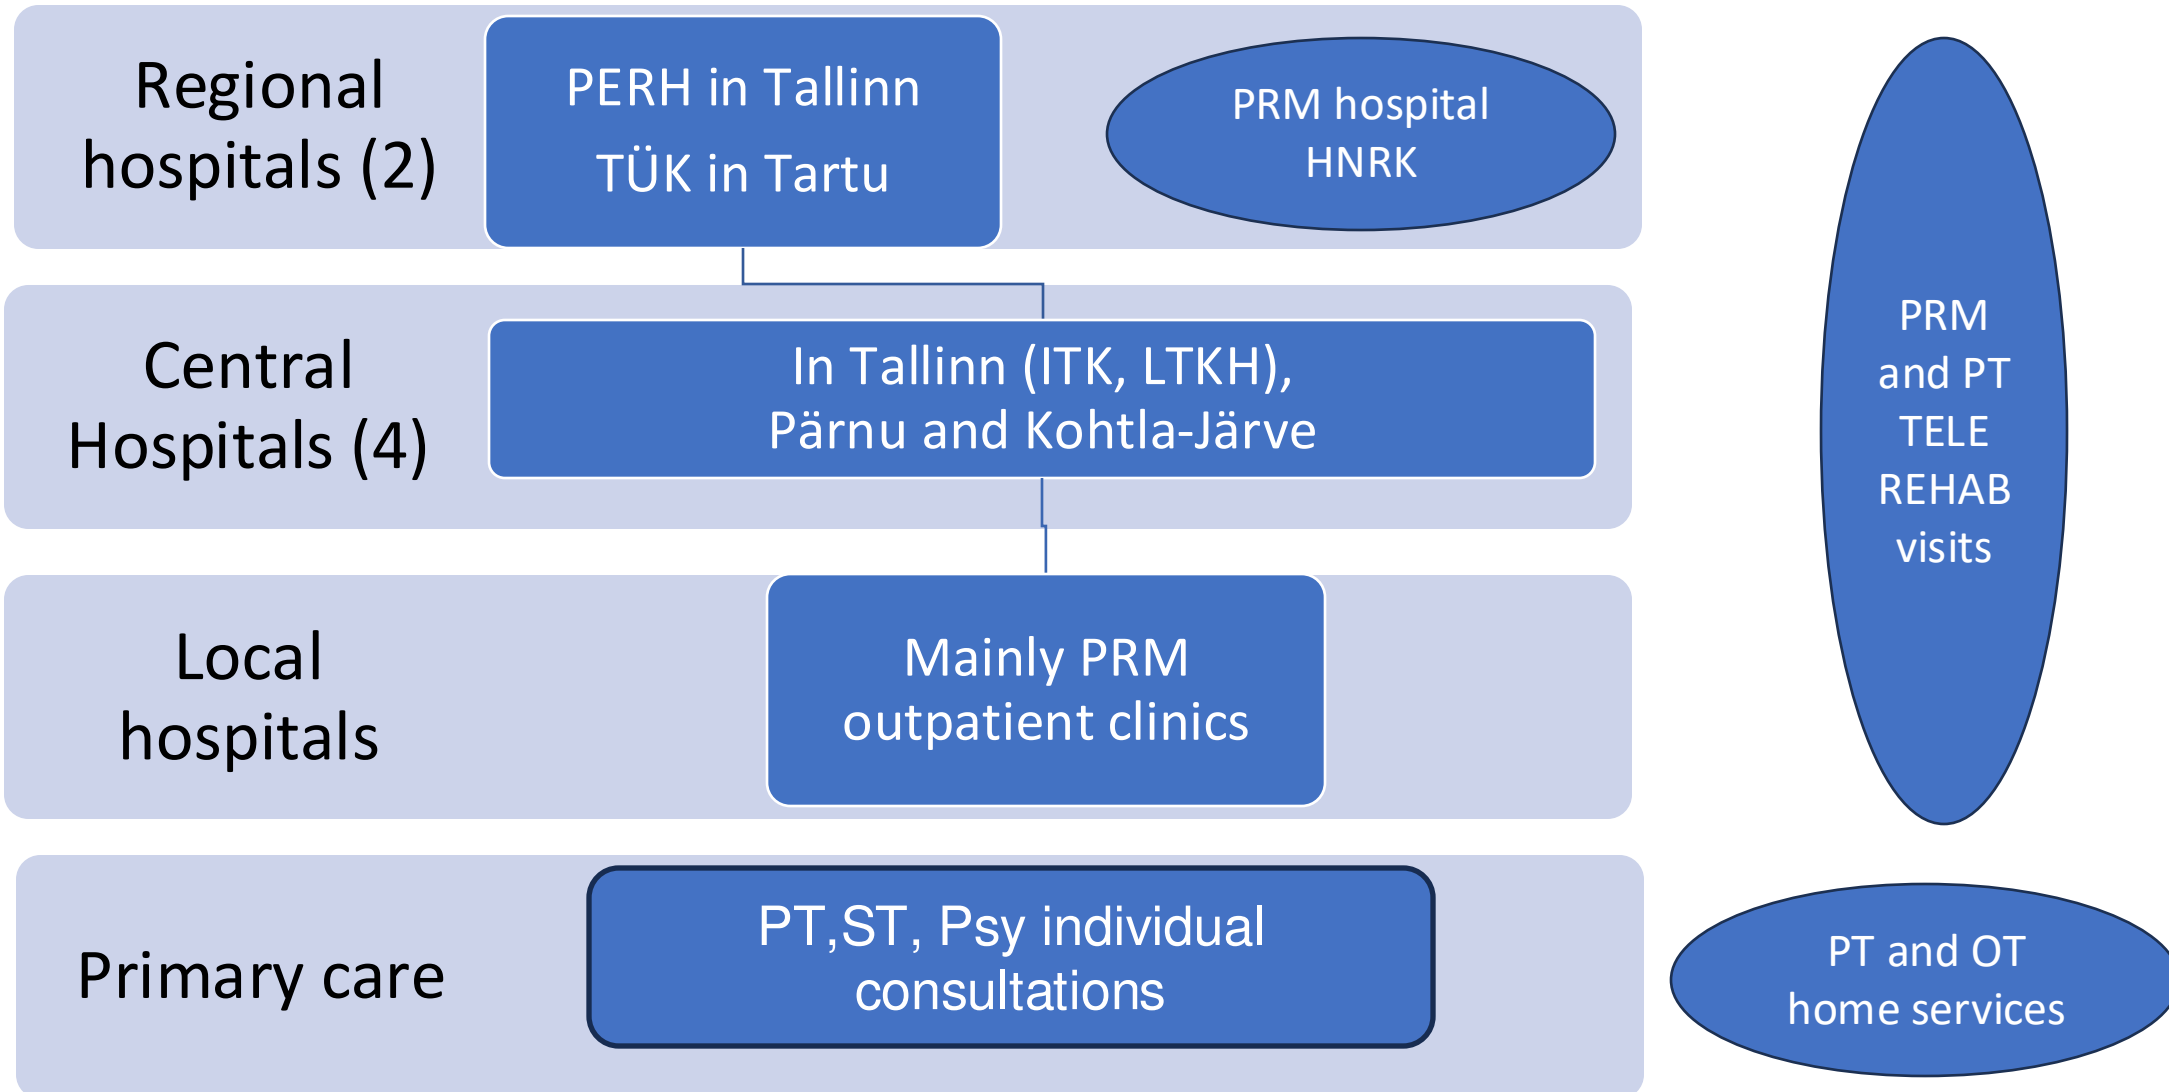 Regional
hospitals (2)
PERH in Tallinn
TÜK in Tartu
PRM hospital
HNRK
Central
Hospitals (4)
In Tallinn (ITK, LTKH),
Pärnu and Kohtla-Järve
Local
hospitals
Mainly PRM
outpatient clinics
Primary care
PT,ST, Psy individual
consultations
PRM
and PT
TELE
REHAB
visits
PT and OT
home services